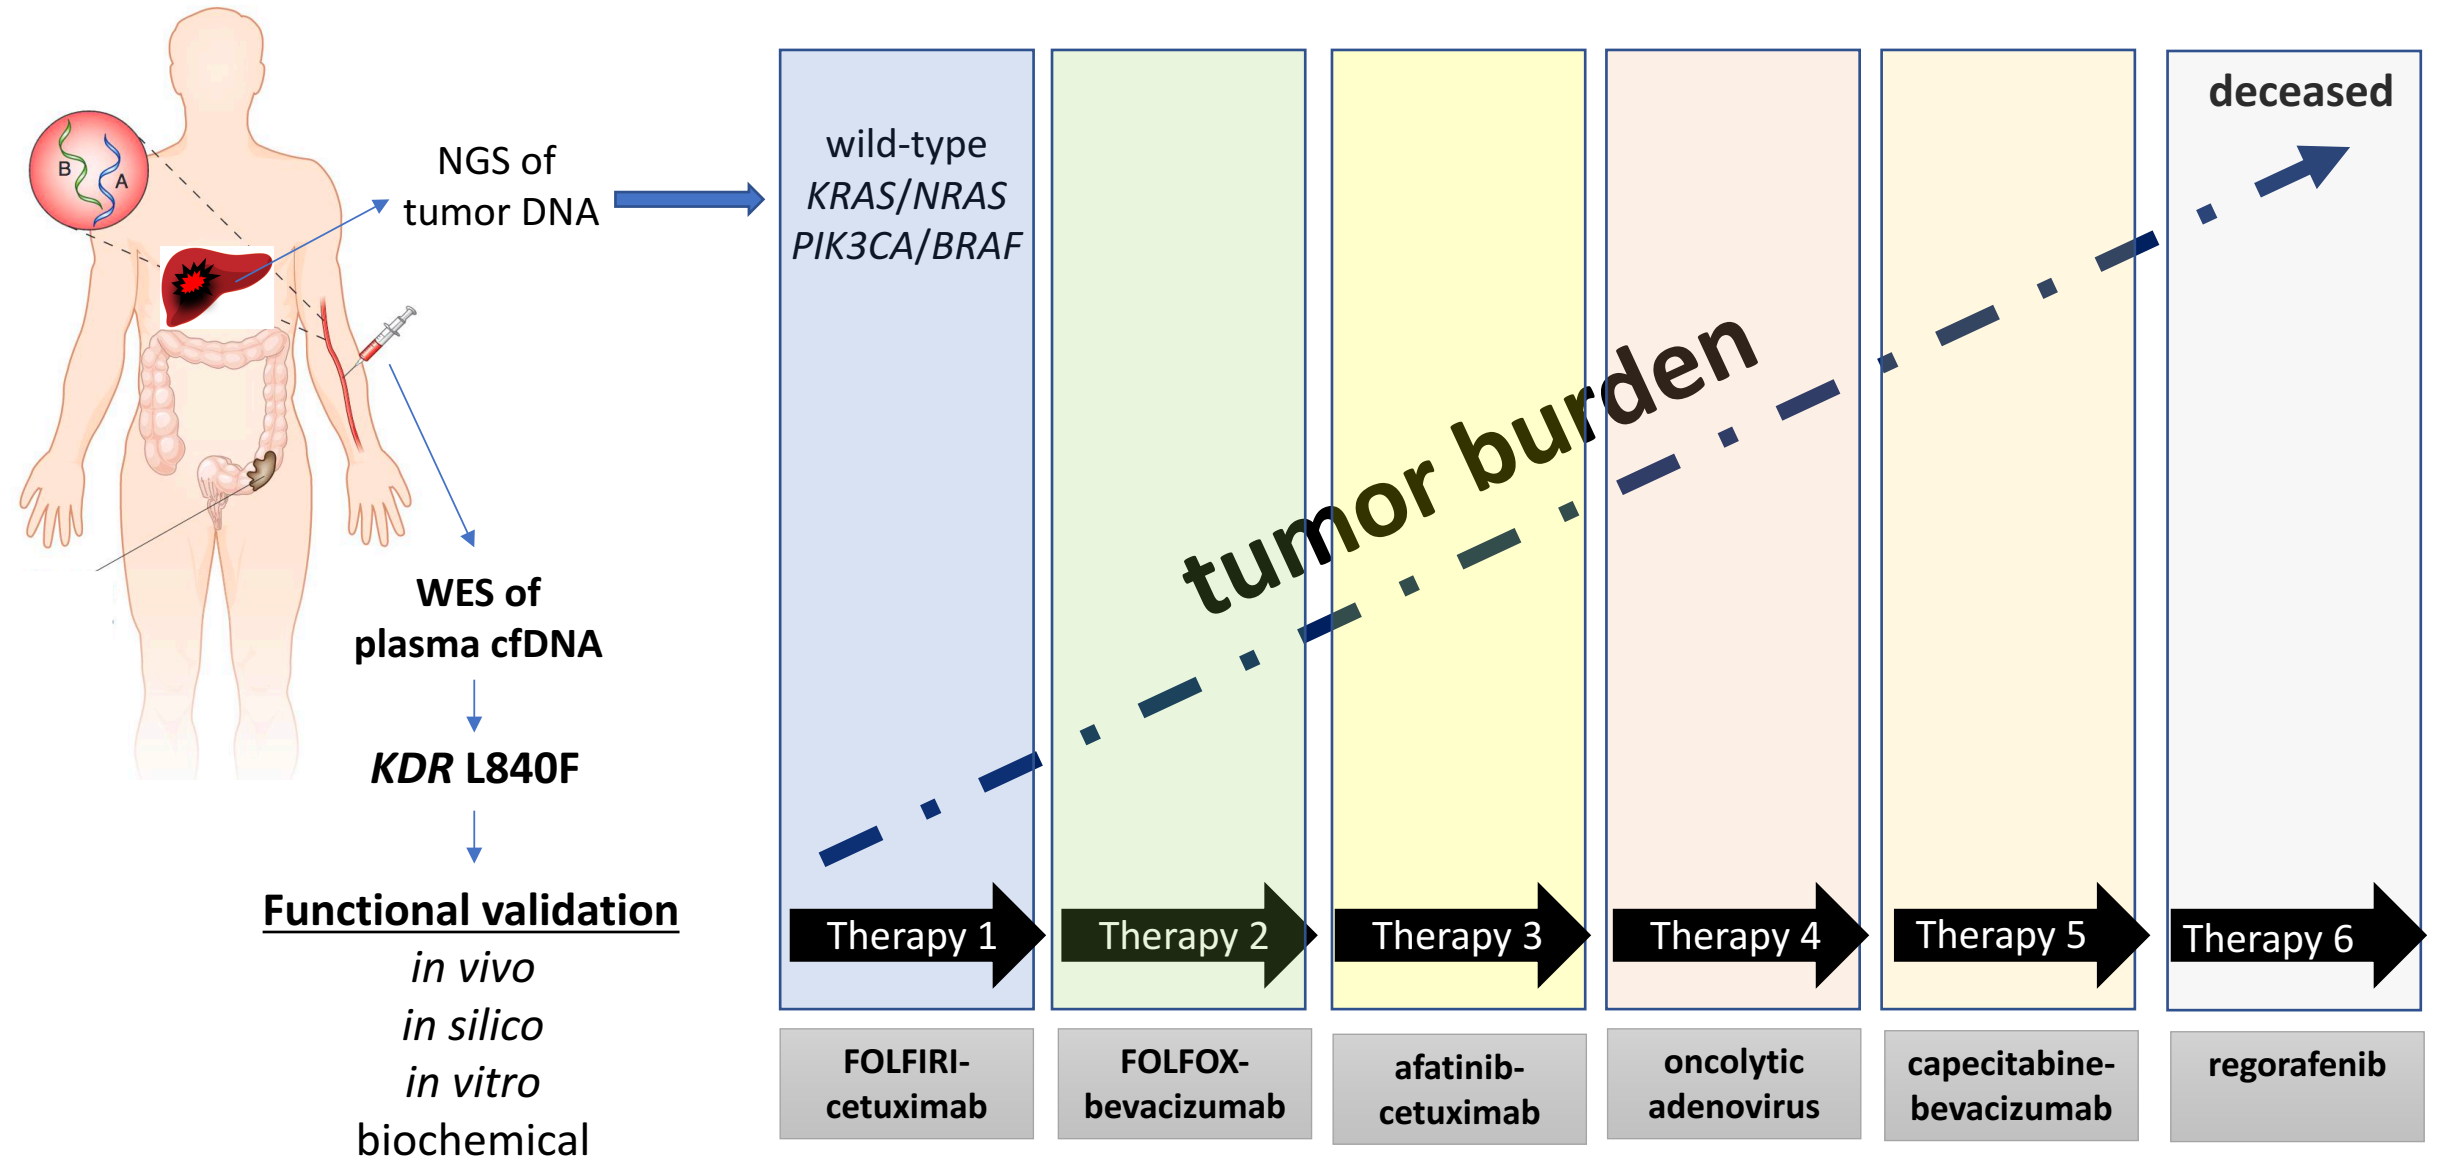 B
A
NGS of
tumor DNA
WES of
plasma cfDNA
KDR L840F
Functional validation
in vivo
in silico
in vitro
biochemical
wild-type
KRAS/NRAS
PIK3CA/BRAF
tumor burden
deceased
Therapy 1
Therapy 2
Therapy 3
Therapy 4
Therapy 5
Therapy 6
FOLFIRI-
cetuximab
FOLFOX-
bevacizumab
afatinib-
cetuximab
oncolytic
adenovirus
capecitabine-
bevacizumab
regorafenib